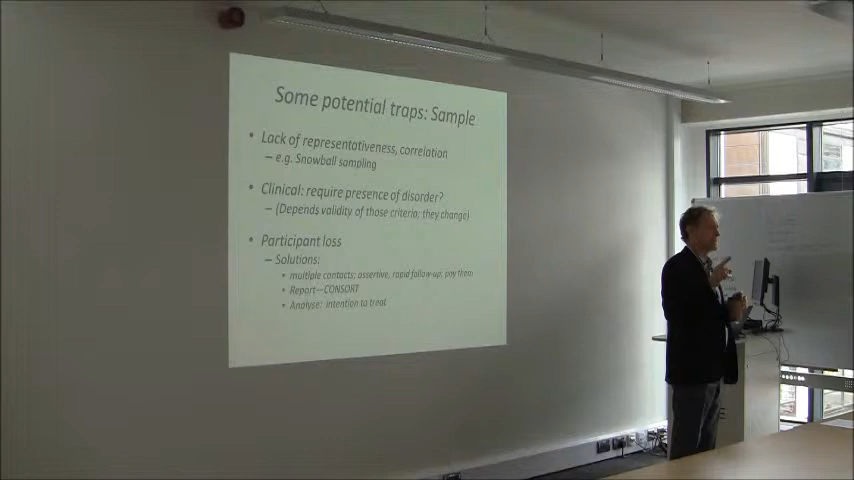 Some potential traps: Sample
• Lack of representativeness, correlation
– e.g. Snowball sampling
• Clinical: require presence of disorder?
– (Depends validity of those criteria; they change)
• Participant loss
– Solutions:
• multiple contacts; assertive, rapid follow-up; pay them
• Report—CONSORT
• Analyse: intention to treat